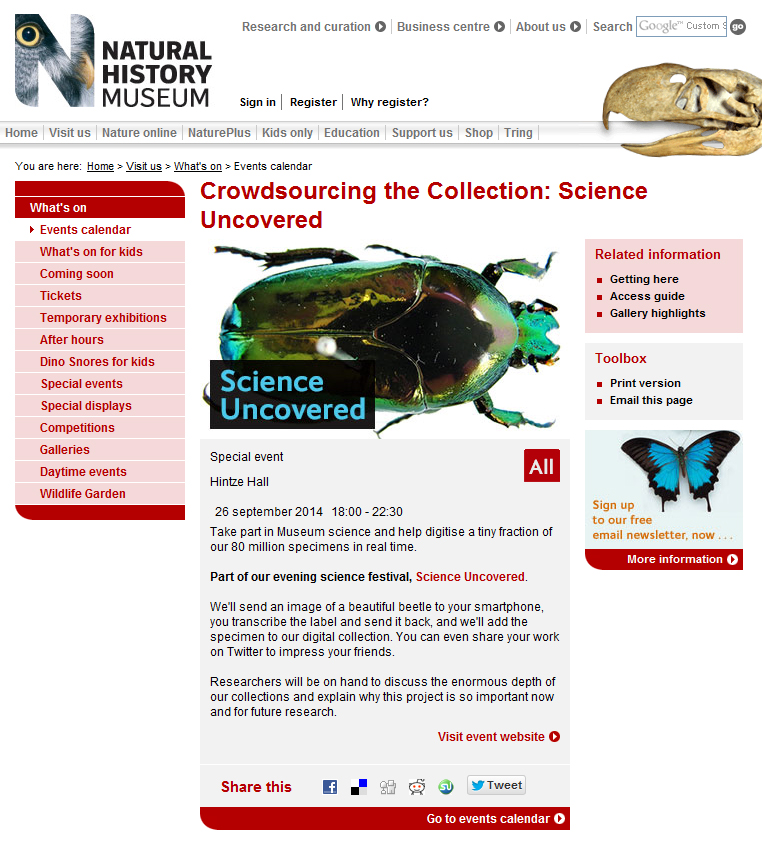 Research and curation
Business centre
About us
Search
Google™ Custom S
go
NATURAL
HISTORY
MUSEUM
Sign in
Register
Why register?
Home
Visit us
Nature online
NaturePlus
Kids only
Education
Support us
Shop
Tring
You are here: Home > Visit us > What's on > Events calendar
What's on
Events calendar
What's on for kids
Coming soon
Tickets
Temporary exhibitions
After hours
Dino Snores for kids
Special events
Special displays
Competitions
Galleries
Daytime events
Wildlife Garden
Crowdsourcing the Collection: Science
Uncovered
Science
Uncovered
Special event
All
Hintze Hall
26 september 2014 18:00 - 22:30
Take part in Museum science and help digitise a tiny fraction of
our 80 million specimens in real time.
Part of our evening science festival, Science Uncovered.
We'll send an image of a beautiful beetle to your smartphone,
you transcribe the label and send it back, and we'll add the
specimen to our digital collection. You can even share your work
on Twitter to impress your friends.
Researchers will be on hand to discuss the enormous depth of
our collections and explain why this project is so important now
and for future research.
Visit event website
Share this
Tweet
Go to events calendar
Related information
Getting here
Access guide
Gallery highlights
Toolbox
Print version
Email this page
Sign up
to our free
email newsletter, now . . .
More information